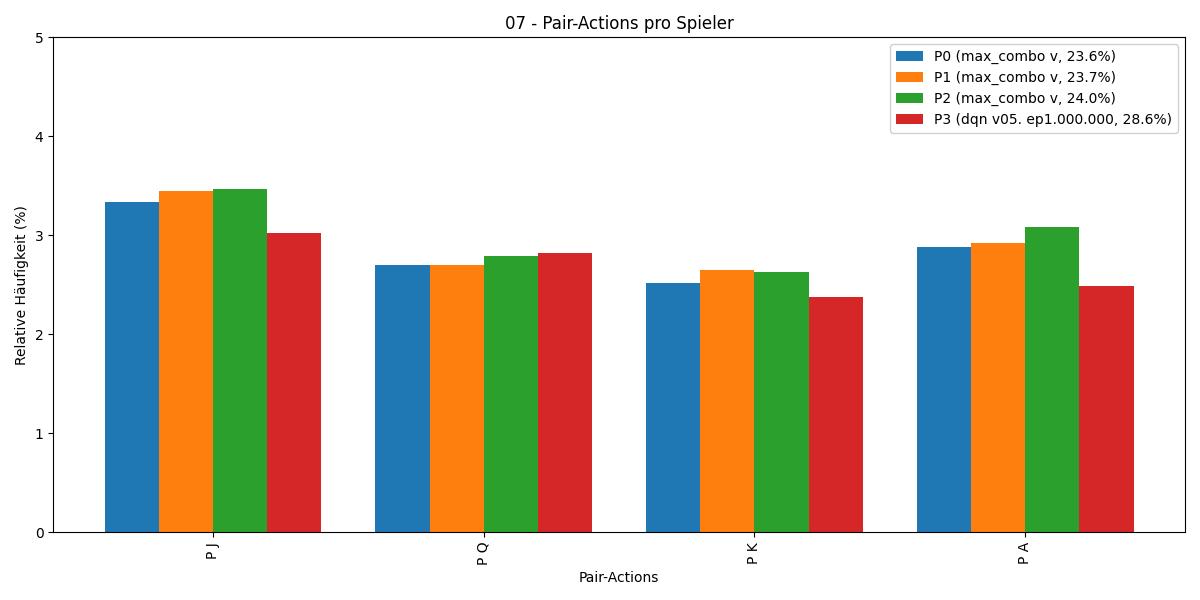 07 - Pair-Actions pro Spieler
P0 (max_combo v, 23.6%)
P1 (max_combo v, 23.7%)
P2 (max_combo v, 24.0%)
P3 (dqn v05. ep1.000.000, 28.6%)
Relative Häufigkeit (%)
5
4
3
2
1
0
P J
P Q
P K
P A
Pair-Actions